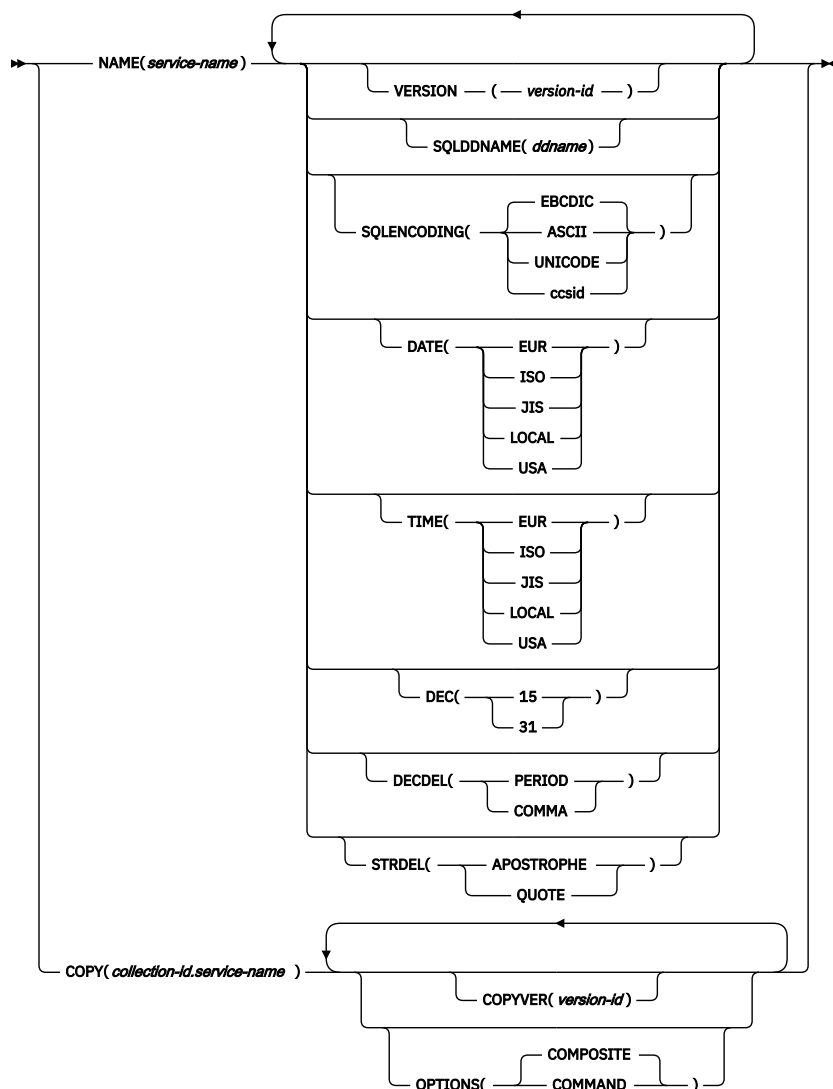 NAME( service-name )
VERSION ( version-id )
SQLDDNAME( ddname )
EBCDIC
SQLENCODING( ASCII )
UNICODE
ccsid
DATE( EUR )
ISO
JIS
LOCAL
USA
TIME( EUR )
ISO
JIS
LOCAL
USA
DEC( 15 )
31
DECDEL( PERIOD )
COMMA
STRDEL( APOSTROPHE )
QUOTE
COPY( collection-id.service-name )
COPYVER( version-id )
COMPOSITE
OPTIONS( COMMAND )